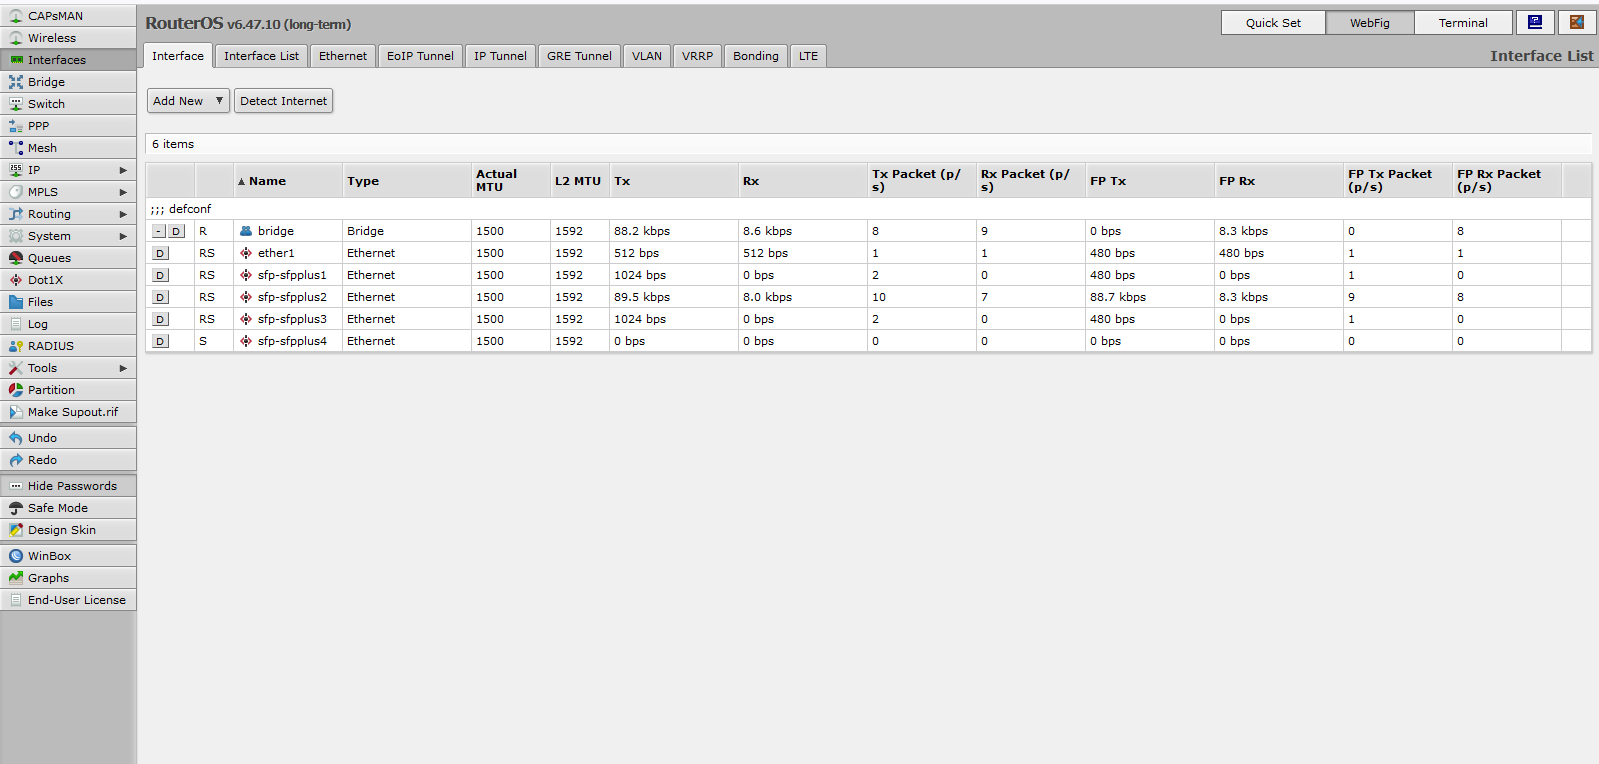 CAPsMAN
Wireless
Interfaces
Bridge
Switch
PPP
Mesh
IP
MPLS
Routing
System
Queues
Dot1X
Files
Log
RADIUS
Tools
Partition
Make Supout.rif
Undo
Redo
Hide Passwords
Safe Mode
Design Skin
WinBox
Graphs
End-User License
RouterOS v6.47.10 (long-term)
Quick Set WebFig Terminal
Interface Interface List Ethernet EoIP Tunnel IP Tunnel GRE Tunnel VLAN VRRP Bonding LTE Interface List
Add New ▼ Detect Internet
6 items
▲ Name Type Actual MTU L2 MTU Tx Rx Tx Packet (p/s) Rx Packet (p/s) FP Tx FP Rx FP Tx Packet (p/s) FP Rx Packet (p/s)
;;; defconf
- D R bridge Bridge 1500 1592 88.2 kbps 8.6 kbps 8 9 0 bps 8.3 kbps 0 8
D RS ether1 Ethernet 1500 1592 512 bps 512 bps 1 1 480 bps 480 bps 1 1
D RS sfp-sfpplus1 Ethernet 1500 1592 1024 bps 0 bps 2 0 480 bps 0 bps 1 0
D RS sfp-sfpplus2 Ethernet 1500 1592 89.5 kbps 8.0 kbps 10 7 88.7 kbps 8.3 kbps 9 8
D RS sfp-sfpplus3 Ethernet 1500 1592 1024 bps 0 bps 2 0 480 bps 0 bps 1 0
D S sfp-sfpplus4 Ethernet 1500 1592 0 bps 0 bps 0 0 0 bps 0 bps 0 0